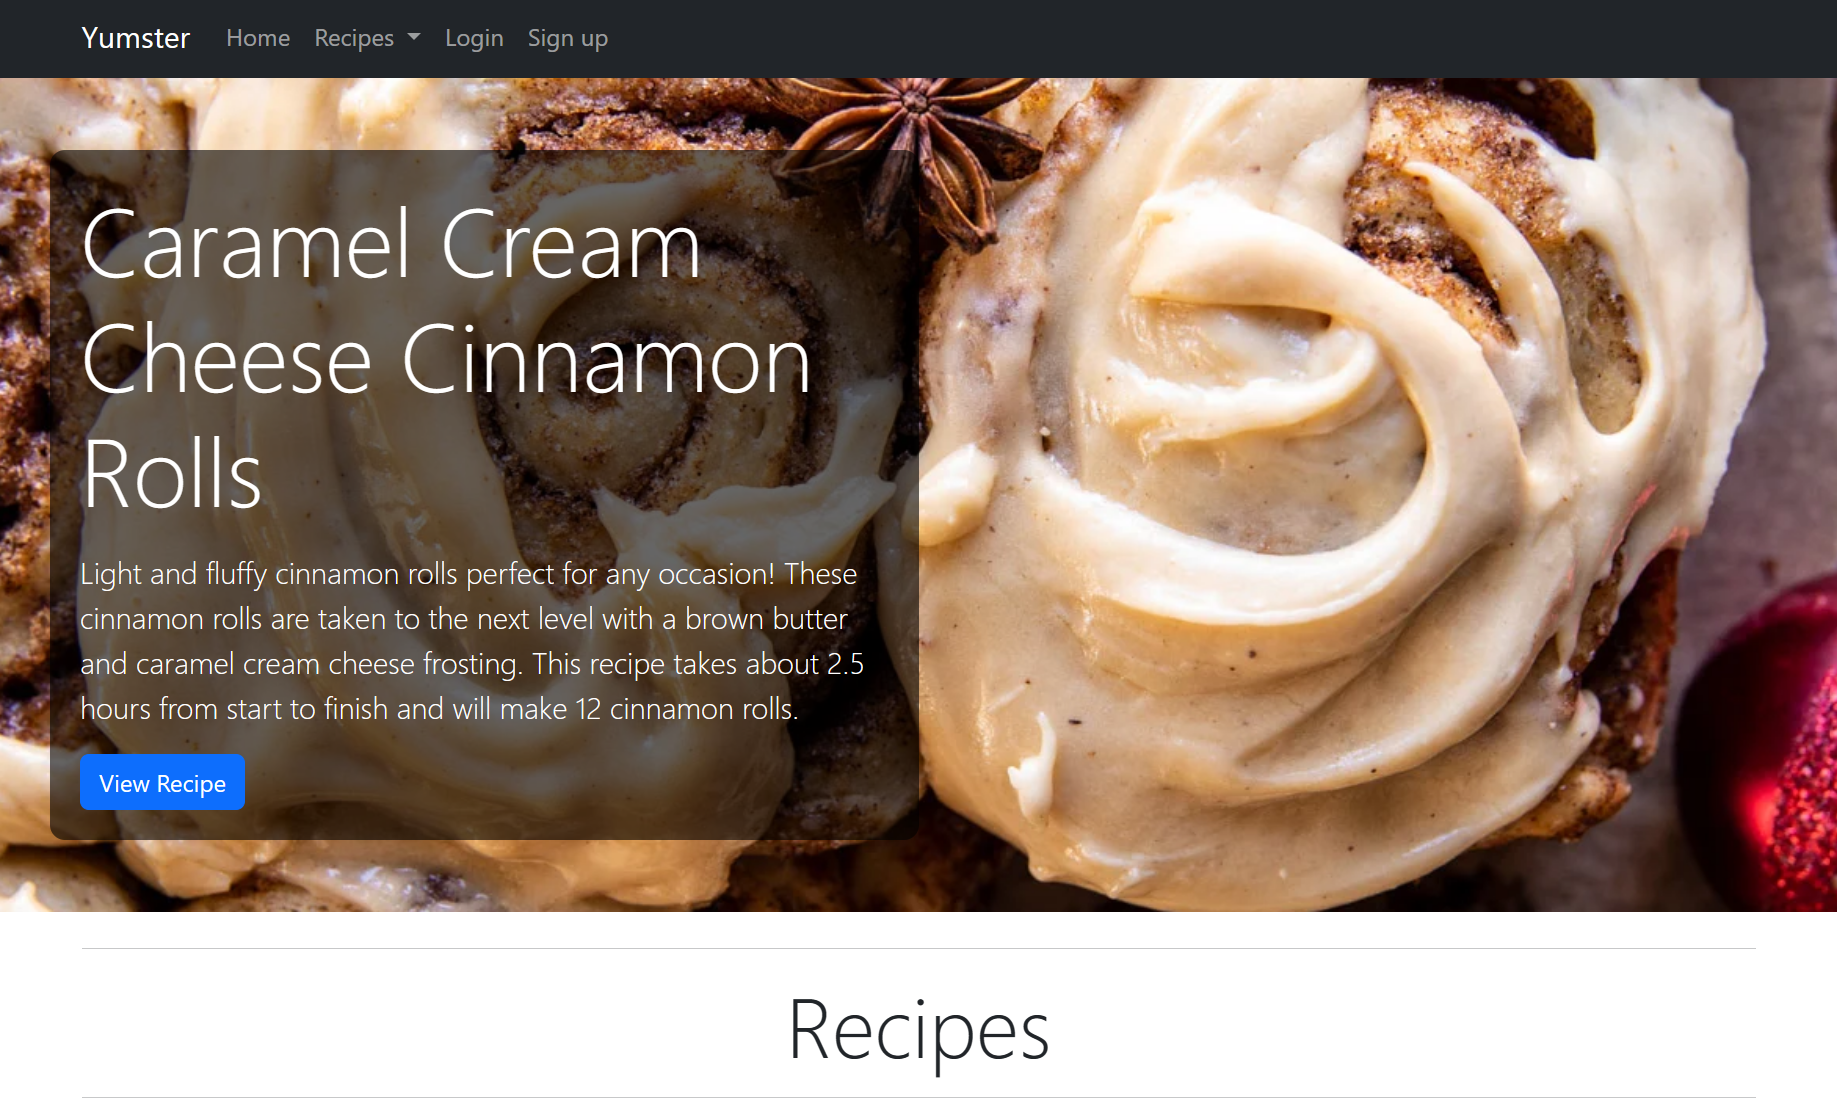 Yumster Home Recipes Login Sign up
Caramel Cream
Cheese Cinnamon
Rolls
Light and fluffy cinnamon rolls perfect for any occasion! These
cinnamon rolls are taken to the next level with a brown butter
and caramel cream cheese frosting. This recipe takes about 2.5
hours from start to finish and will make 12 cinnamon rolls.
View Recipe
Recipes